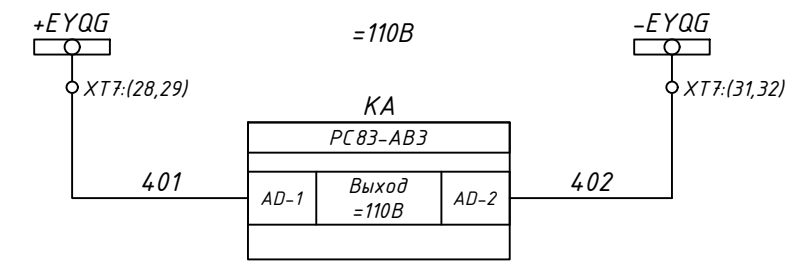 +EYQG
=110В
-EYQG
XT7:(28,29)
XT7:(31,32)
KA
РС83-АВ3
401
AD-1
Выход
=110В
AD-2
402